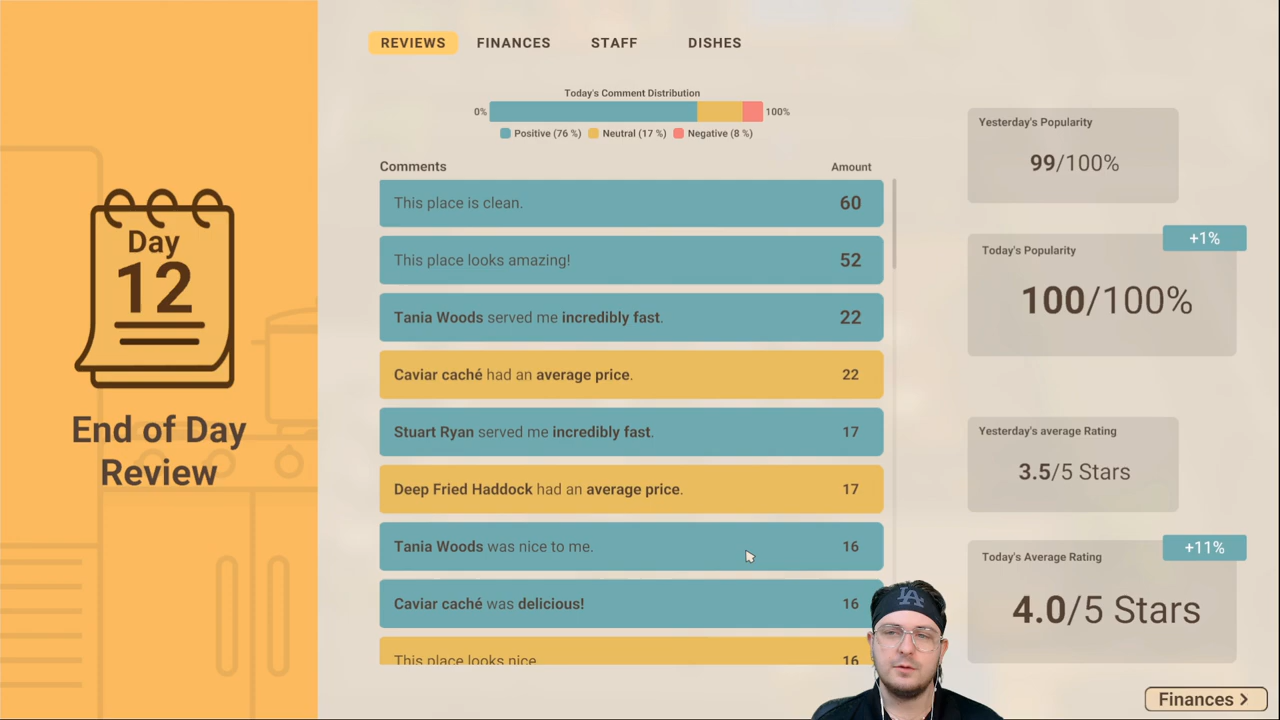 REVIEWS FINANCES STAFF DISHES
Today's Comment Distribution
0% 100%
Positive (76 %) Neutral (17 %) Negative (8 %)
Comments Amount
This place is clean. 60
This place looks amazing! 52
Tania Woods served me incredibly fast. 22
Caviar caché had an average price. 22
Stuart Ryan served me incredibly fast. 17
Deep Fried Haddock had an average price. 17
Tania Woods was nice to me. 16
Caviar caché was delicious! 16
This place looks nice 16
Day
12
End of Day
Review
Yesterday's Popularity
99/100%
+1%
Today's Popularity
100/100%
Yesterday's average Rating
3.5/5 Stars
+11%
Today's Average Rating
4.0/5 Stars
LA
Finances >